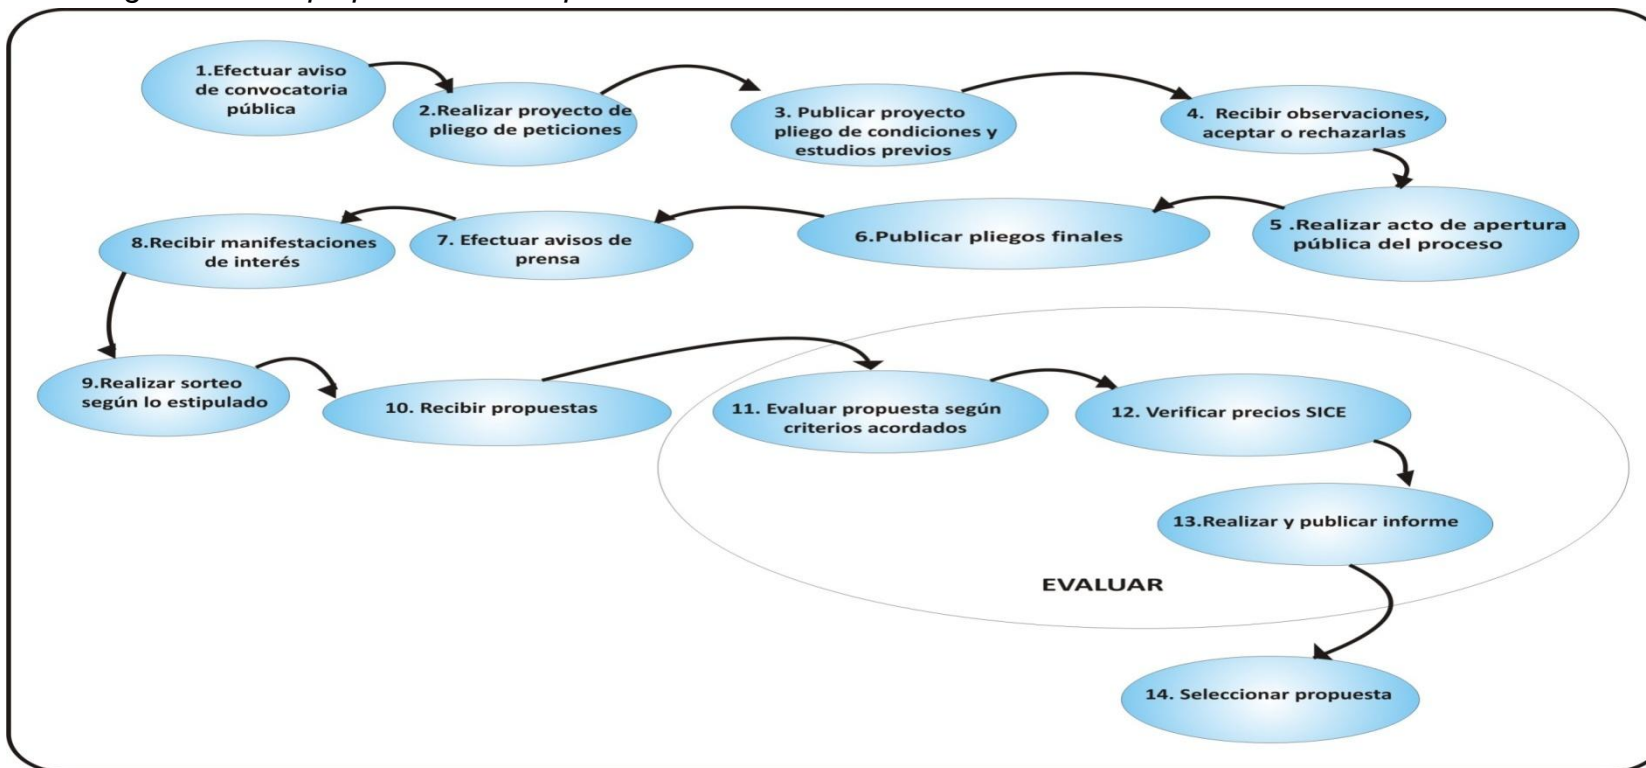 1.Efectuar aviso
de convocatoria
pública
2.Realizar proyecto de
pliego de peticiones
3. Publicar proyecto
pliego de condiciones y
estudios previos
4. Recibir observaciones,
aceptar o rechazarlas
5 .Realizar acto de apertura
pública del proceso
6.Publicar pliegos finales
7. Efectuar avisos de
prensa
8.Recibir manifestaciones
de interés
9.Realizar sorteo
según lo estipulado
10. Recibir propuestas
11. Evaluar propuesta según
criterios acordados
12. Verificar precios SICE
13.Realizar y publicar informe
EVALUAR
14. Seleccionar propuesta